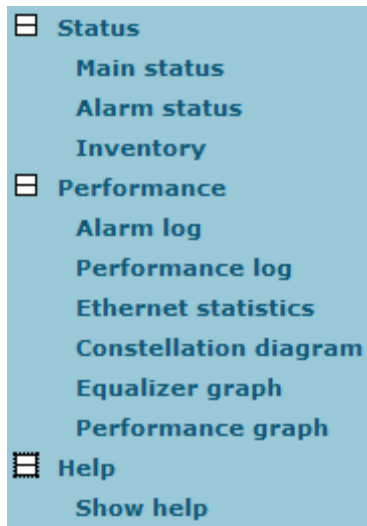 Status
Main status
Alarm status
Inventory
Performance
Alarm log
Performance log
Ethernet statistics
Constellation diagram
Equalizer graph
Performance graph
Help
Show help